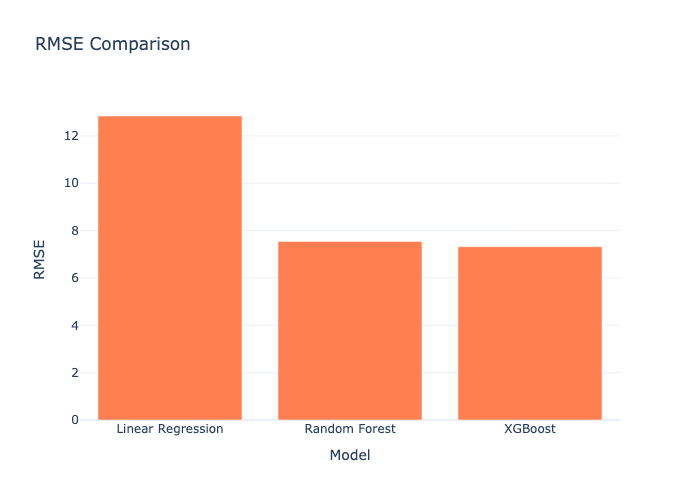 RMSE Comparison
12
10
8
6
4
2
0
RMSE
Linear Regression
Random Forest
XGBoost
Model